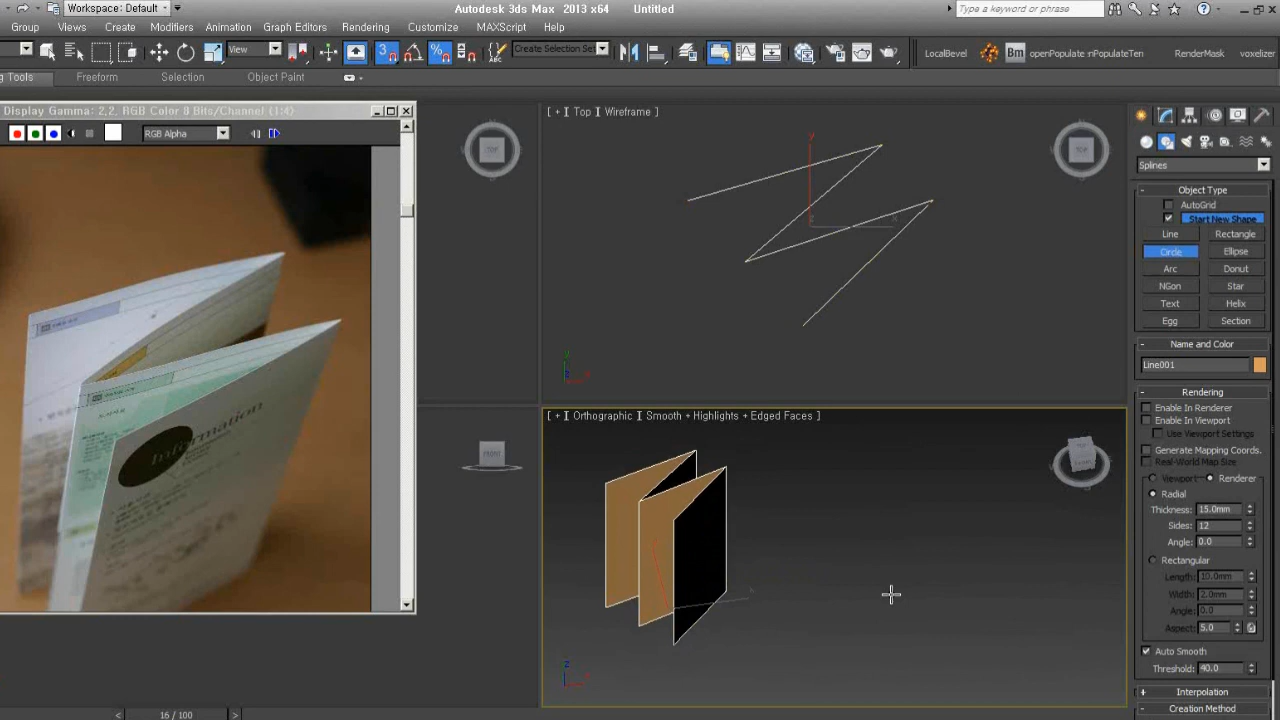 Workspace: Default
Autodesk 3ds Max 2013 x64 Untitled
Type a keyword or phrase
Group Views Create Modifiers Animation Graph Editors Rendering Customize MAXScript Help
View
3
%
Create Selection Set
LocalBevel
Bm
openPopulate
nPopulateTen
RenderMask
voxelizer
g Tools Freeform Selection Object Paint
Display Gamma: 2,2, RGB Color 8 Bits/Channel (1:4)
RGB Alpha
TOP
[ + ] [ Top ] [ Wireframe ]
TOP
y
z
x
Splines
- Object Type
AutoGrid
Start New Shape
Line Rectangle
Circle Ellipse
Arc Donut
NGon Star
Text Helix
Egg Section
- Name and Color
Line001
- Rendering
Enable In Renderer
Enable In Viewport
Use Viewport Settings
Generate Mapping Coords.
Real-World Map Size
Viewport Renderer
Radial
Thickness: 15.0mm
Sides: 12
Angle: 0.0
Rectangular
Length: 10.0mm
Width: 2.0mm
Angle: 0.0
Aspect: 5.0
Auto Smooth
Threshold: 40.0
+ Interpolation
- Creation Method
[ + ] [ Orthographic ] [ Smooth + Highlights + Edged Faces ]
FRONT
TOP
Information
< 16 / 100 >